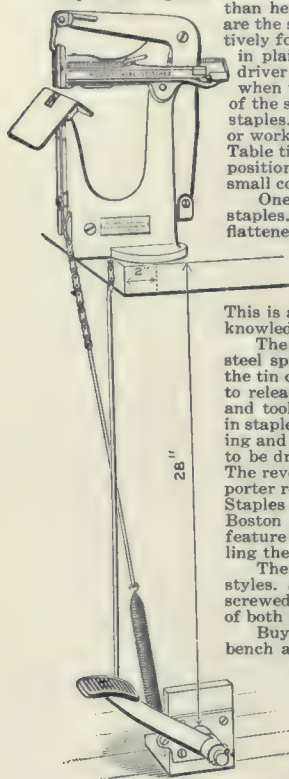 than he
are the s
tively fo
in plac
driver
when
of the s
staples.
or work
Table ti
position
small co
One
staples.
flattene
2"
This is a
knowled
The
steel sp
the tin c
to releas
and tool
in staple
ing and
to be dr
The reve
porter re
Staples
Boston
feature
ling the
28"
The
styles.
screwed
of both
Buy
bench a